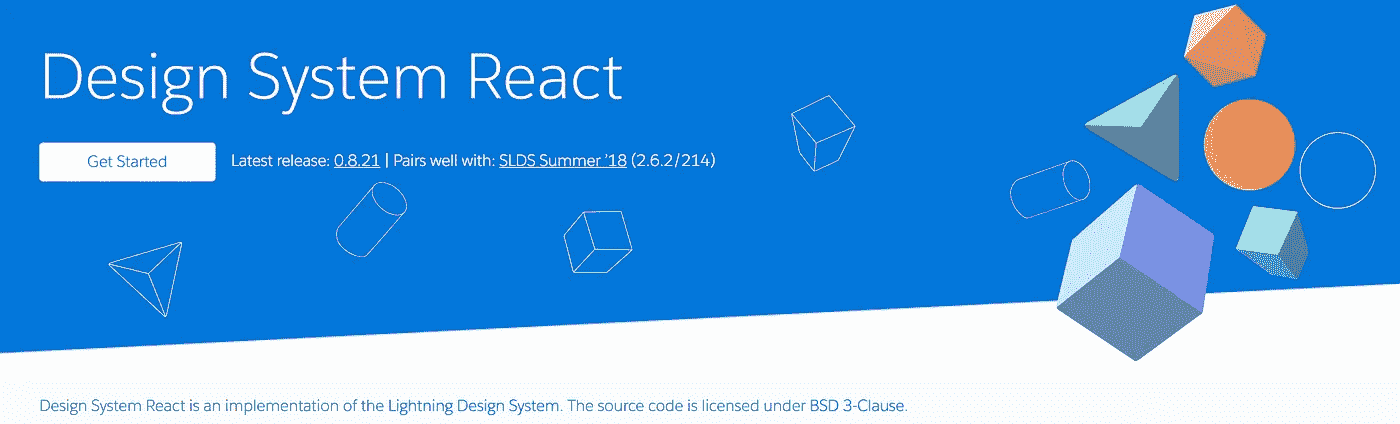 Design System React
Get Started
Latest release: 0.8.21 | Pairs well with: SLDS Summer ’18 (2.6.2/214)
Design System React is an implementation of the Lightning Design System. The source code is licensed under BSD 3-Clause.